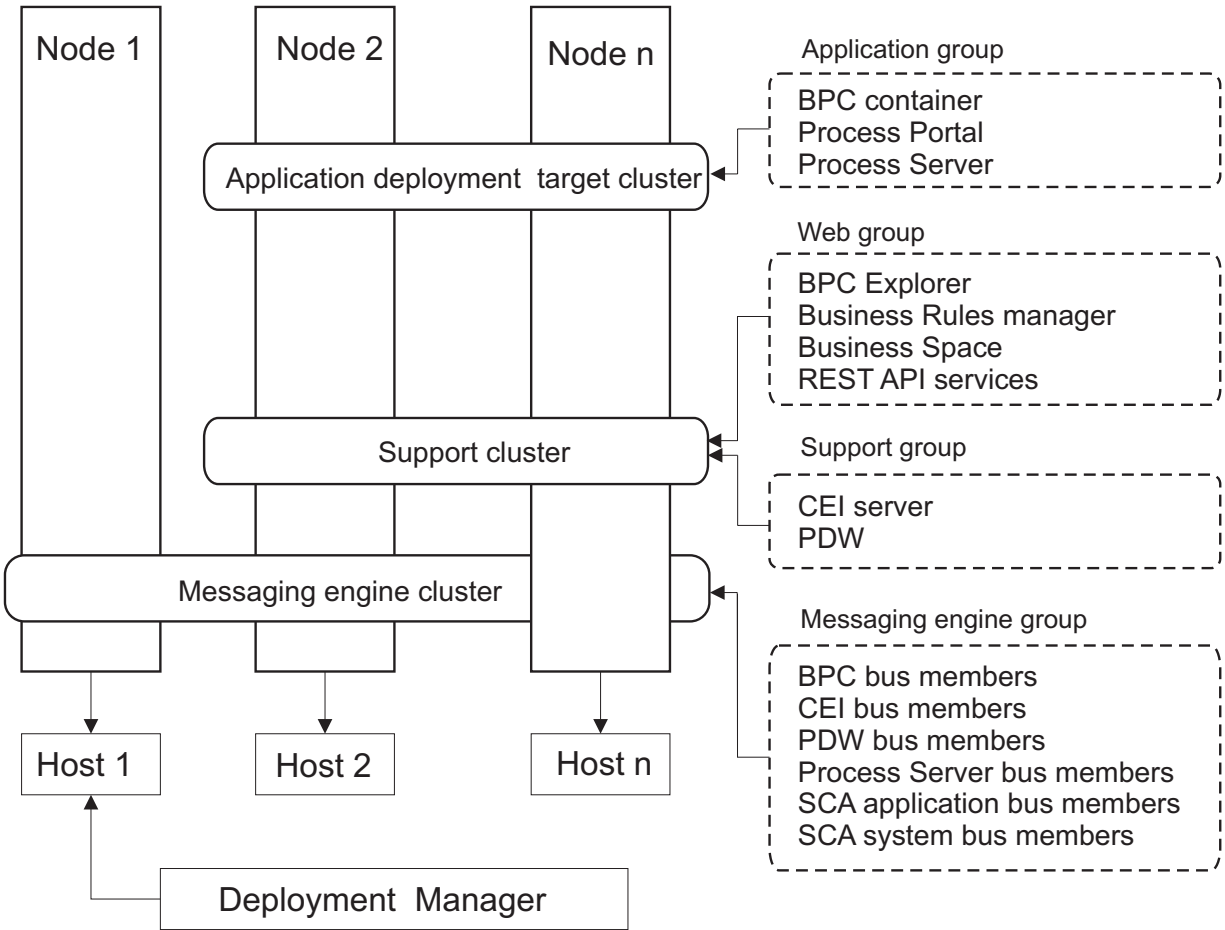 Node 1
Node 2
Node n
Application deployment target cluster
Support cluster
Messaging engine cluster
Host 1
Host 2
Host n
Deployment Manager
Application group
BPC container
Process Portal
Process Server
Web group
BPC Explorer
Business Rules manager
Business Space
REST API services
Support group
CEI server
PDW
Messaging engine group
BPC bus members
CEI bus members
PDW bus members
Process Server bus members
SCA application bus members
SCA system bus members